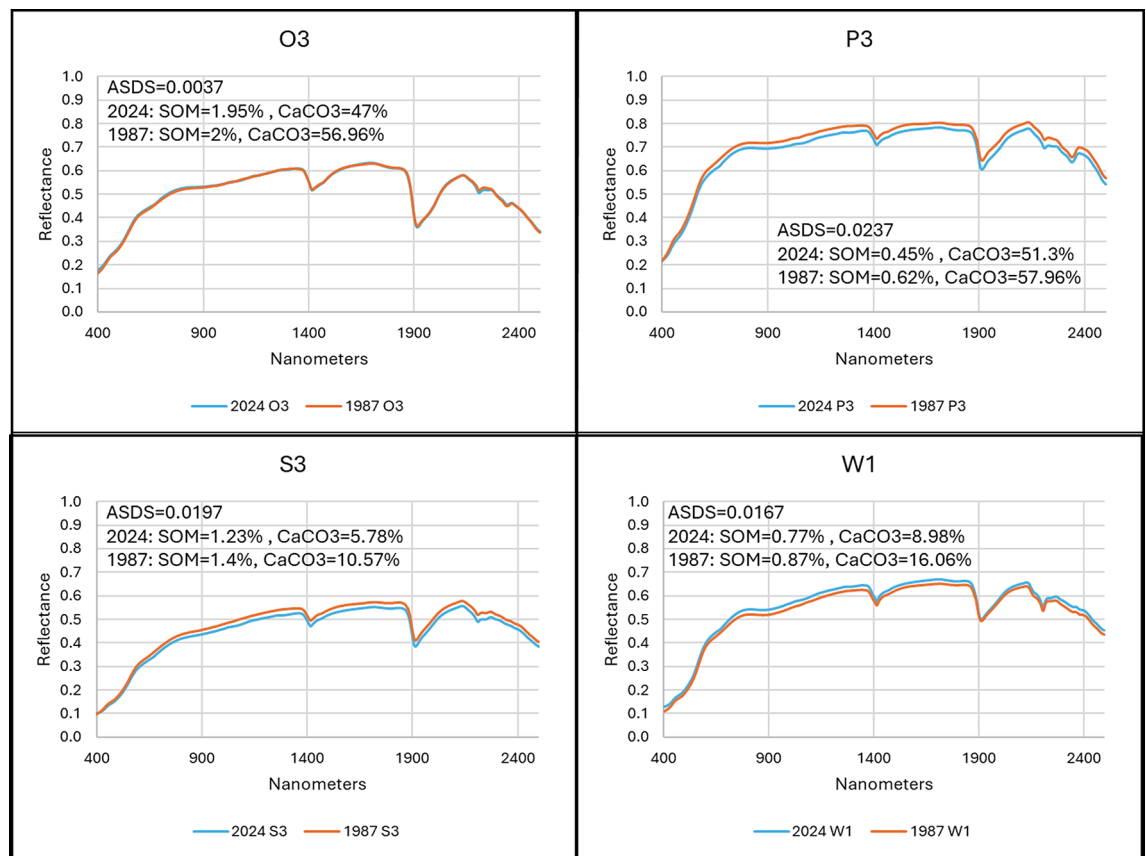 O3
ASDS=0.0037
2024: SOM=1.95% , CaCO3=47%
1987: SOM=2%, CaCO3=56.96%
1.0
0.9
0.8
0.7
0.6
0.5
0.4
0.3
0.2
0.1
0.0
Reflectance
400 900 1400 1900 2400
Nanometers
2024 O3 1987 O3
P3
1.0
0.9
0.8
0.7
0.6
0.5
0.4
0.3
0.2
0.1
0.0
Reflectance
ASDS=0.0237
2024: SOM=0.45% , CaCO3=51.3%
1987: SOM=0.62%, CaCO3=57.96%
400 900 1400 1900 2400
Nanometers
2024 P3 1987 P3
S3
ASDS=0.0197
2024: SOM=1.23% , CaCO3=5.78%
1987: SOM=1.4%, CaCO3=10.57%
1.0
0.9
0.8
0.7
0.6
0.5
0.4
0.3
0.2
0.1
0.0
Reflectance
400 900 1400 1900 2400
Nanometers
2024 S3 1987 S3
W1
ASDS=0.0167
2024: SOM=0.77% , CaCO3=8.98%
1987: SOM=0.87%, CaCO3=16.06%
1.0
0.9
0.8
0.7
0.6
0.5
0.4
0.3
0.2
0.1
0.0
Reflectance
400 900 1400 1900 2400
Nanometers
2024 W1 1987 W1